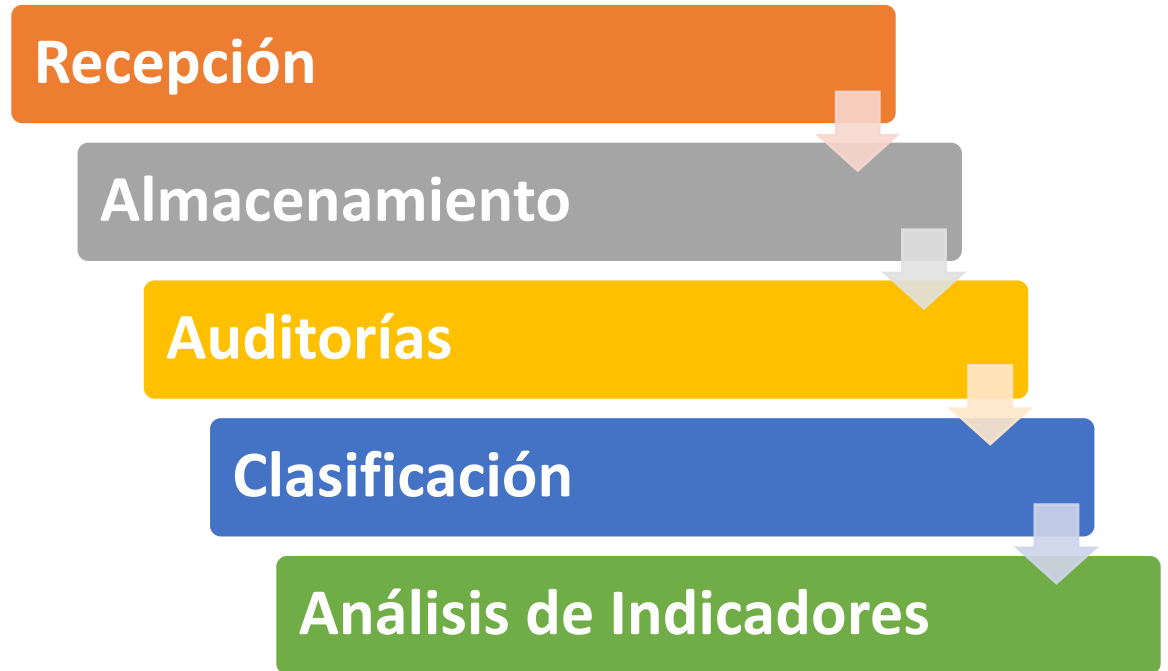 Recepción
Almacenamiento
Auditorías
Clasificación
Análisis de Indicadores